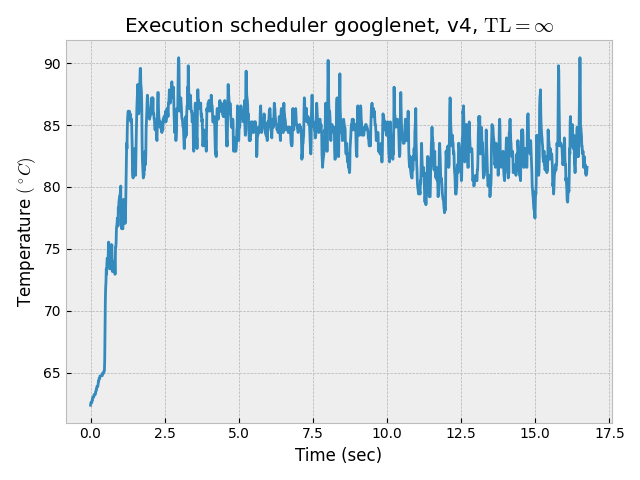 Execution scheduler googlenet, v4, TL = ∞
90
85
80
75
70
65
Temperature (°C)
0.0 2.5 5.0 7.5 10.0 12.5 15.0 17.5
Time (sec)